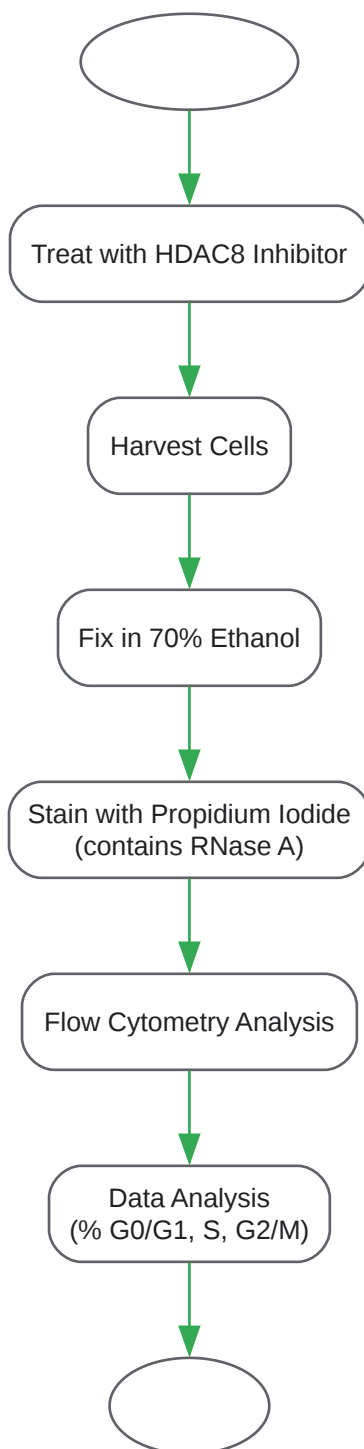 Treat with HDAC8 Inhibitor
Harvest Cells
Fix in 70% Ethanol
Stain with Propidium Iodide
(contains RNase A)
Flow Cytometry Analysis
Data Analysis
(% G0/G1, S, G2/M)